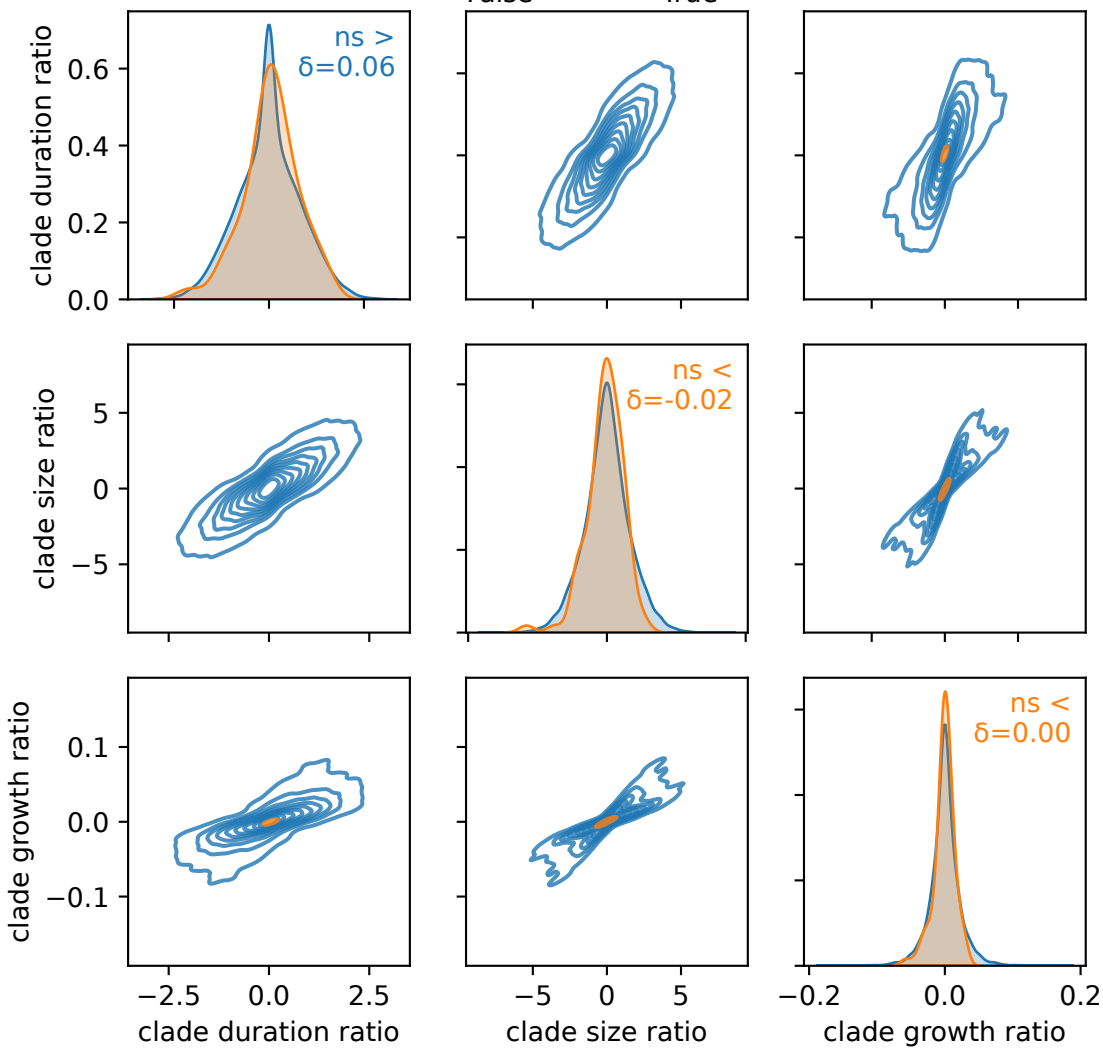 ns >
δ=0.06
clade duration ratio
0.6
0.4
0.2
0.0
ns <
δ=-0.02
clade size ratio
5
0
−5
ns <
δ=0.00
clade growth ratio
0.1
0.0
−0.1
−2.5 0.0 2.5
−5 0 5
−0.2 0.0 0.2
clade duration ratio
clade size ratio
clade growth ratio